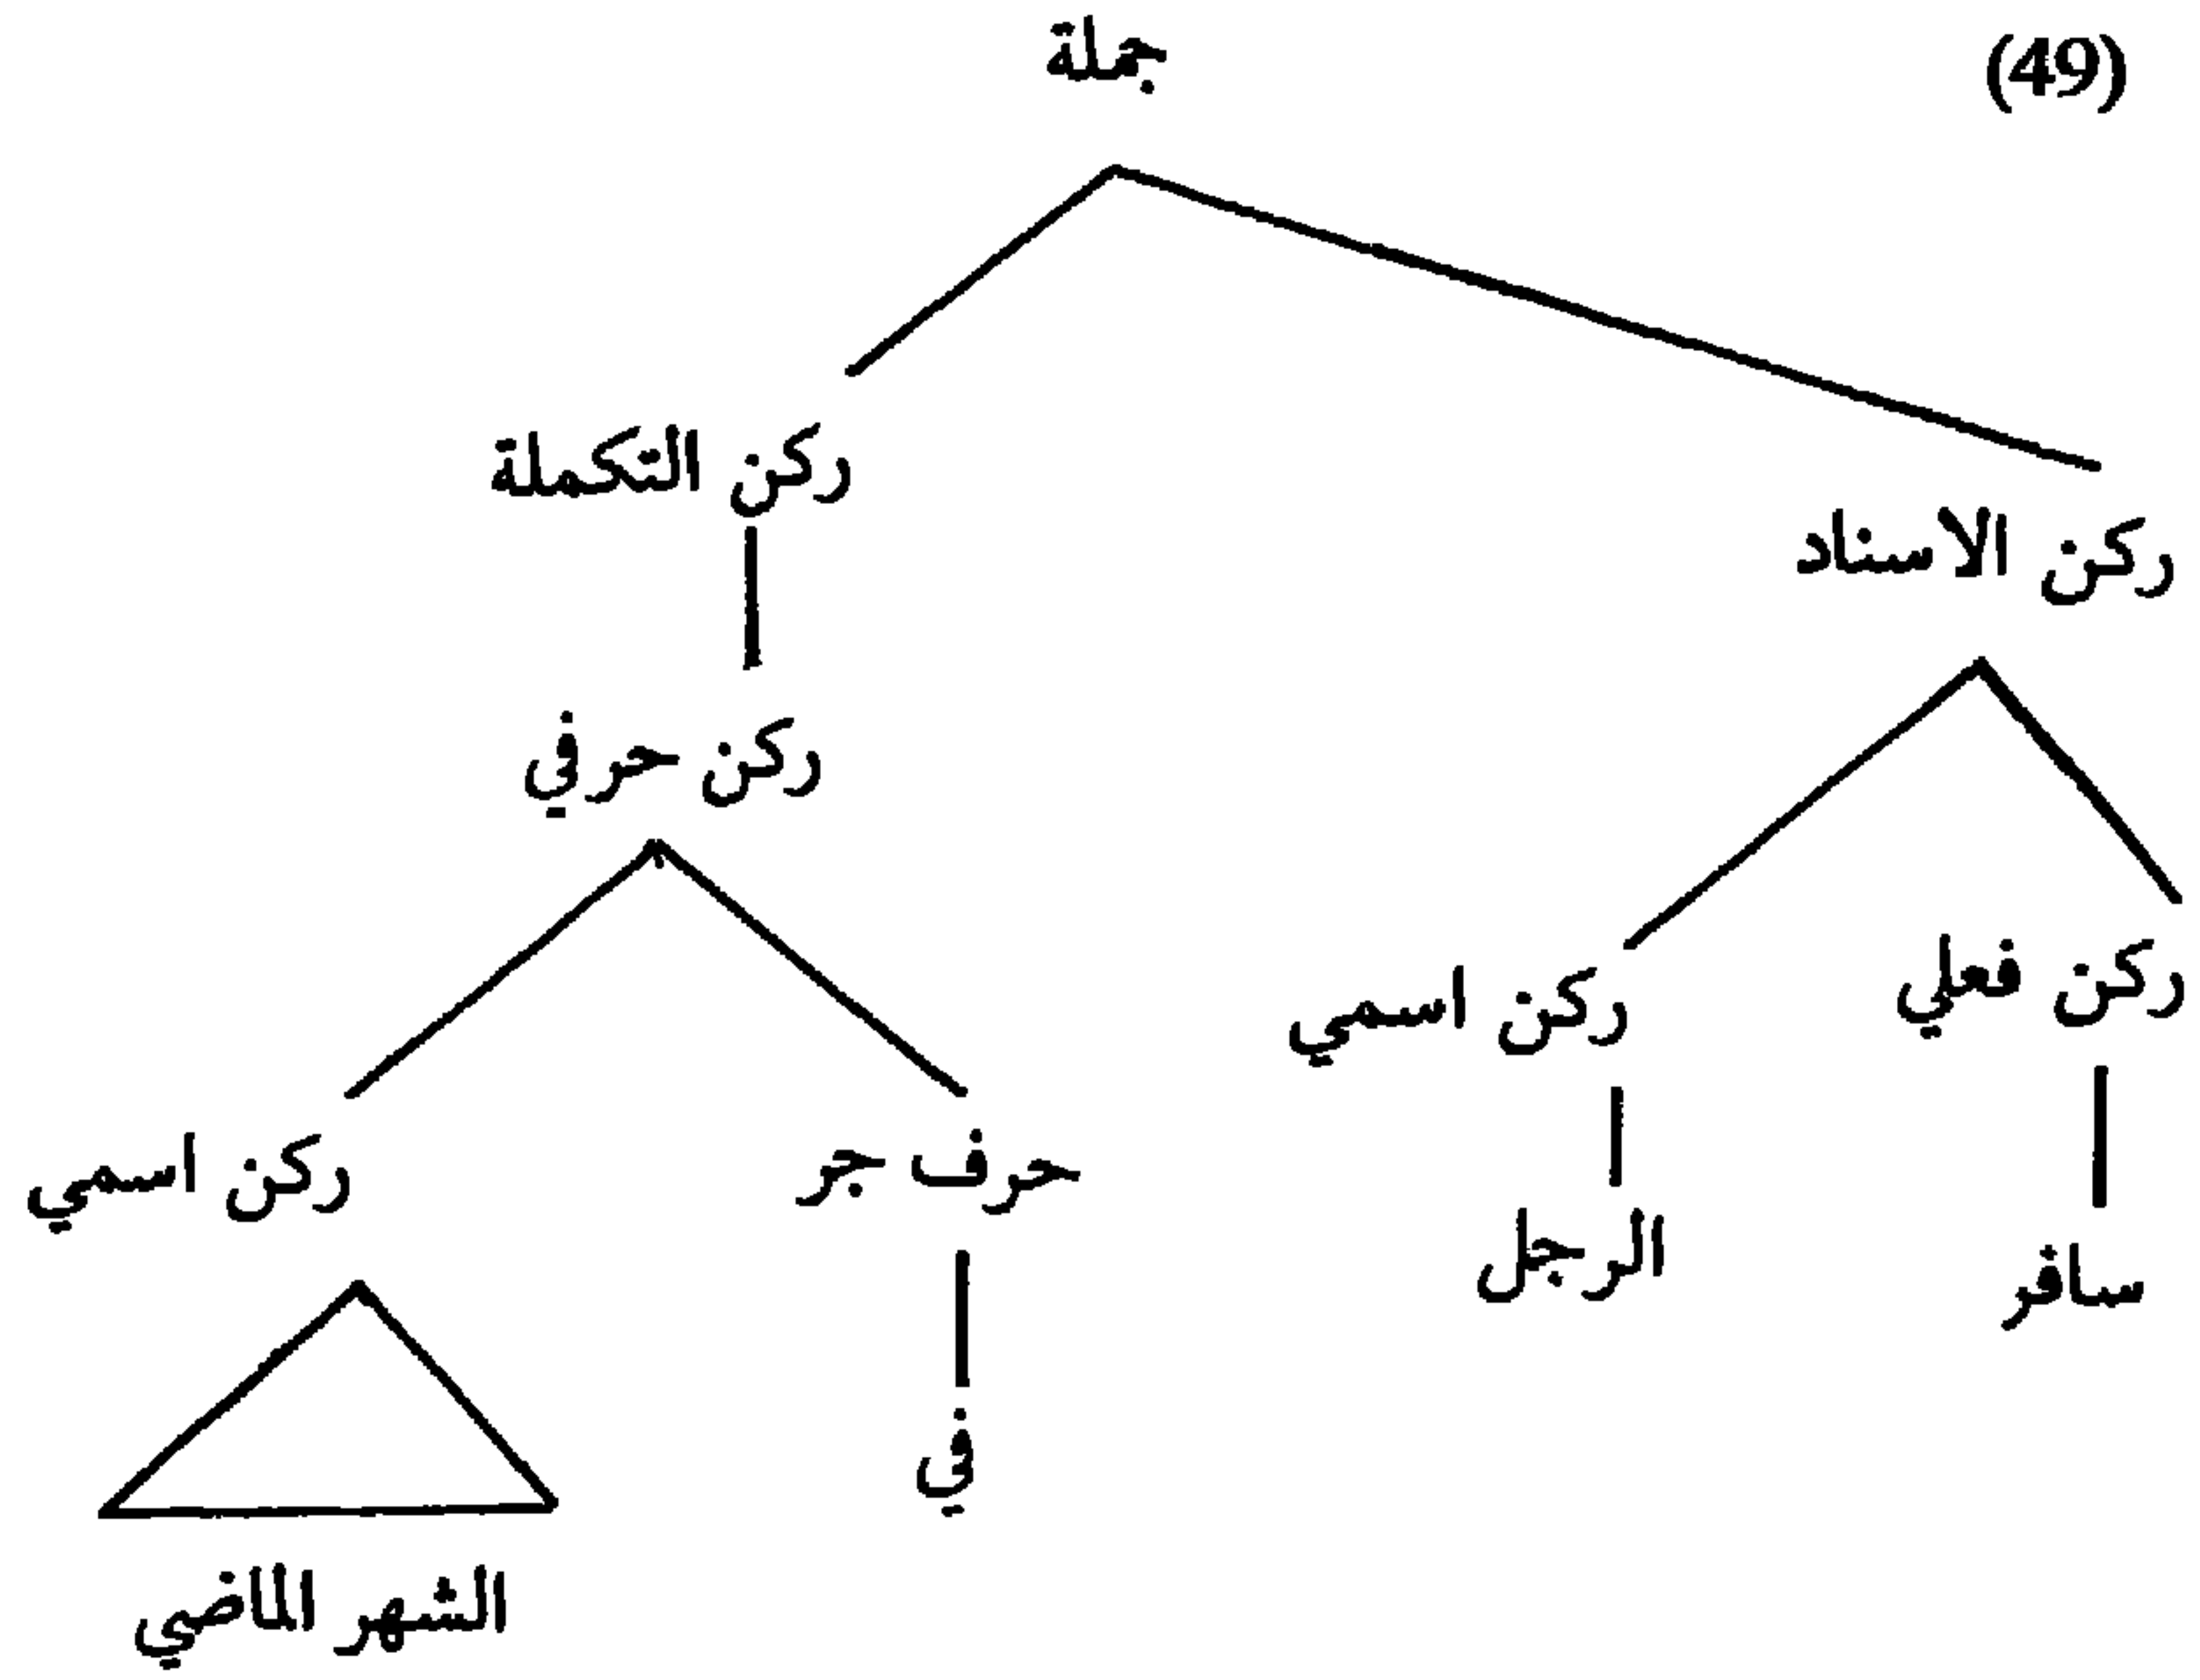 (49) جملة
ركن التكملة
ركن الاسناد
ركن حرفي
ركن فعلي
ركن اسمي
حرف جر
ركن اسمي
الرجل
سافر
في
الشهر الماضي